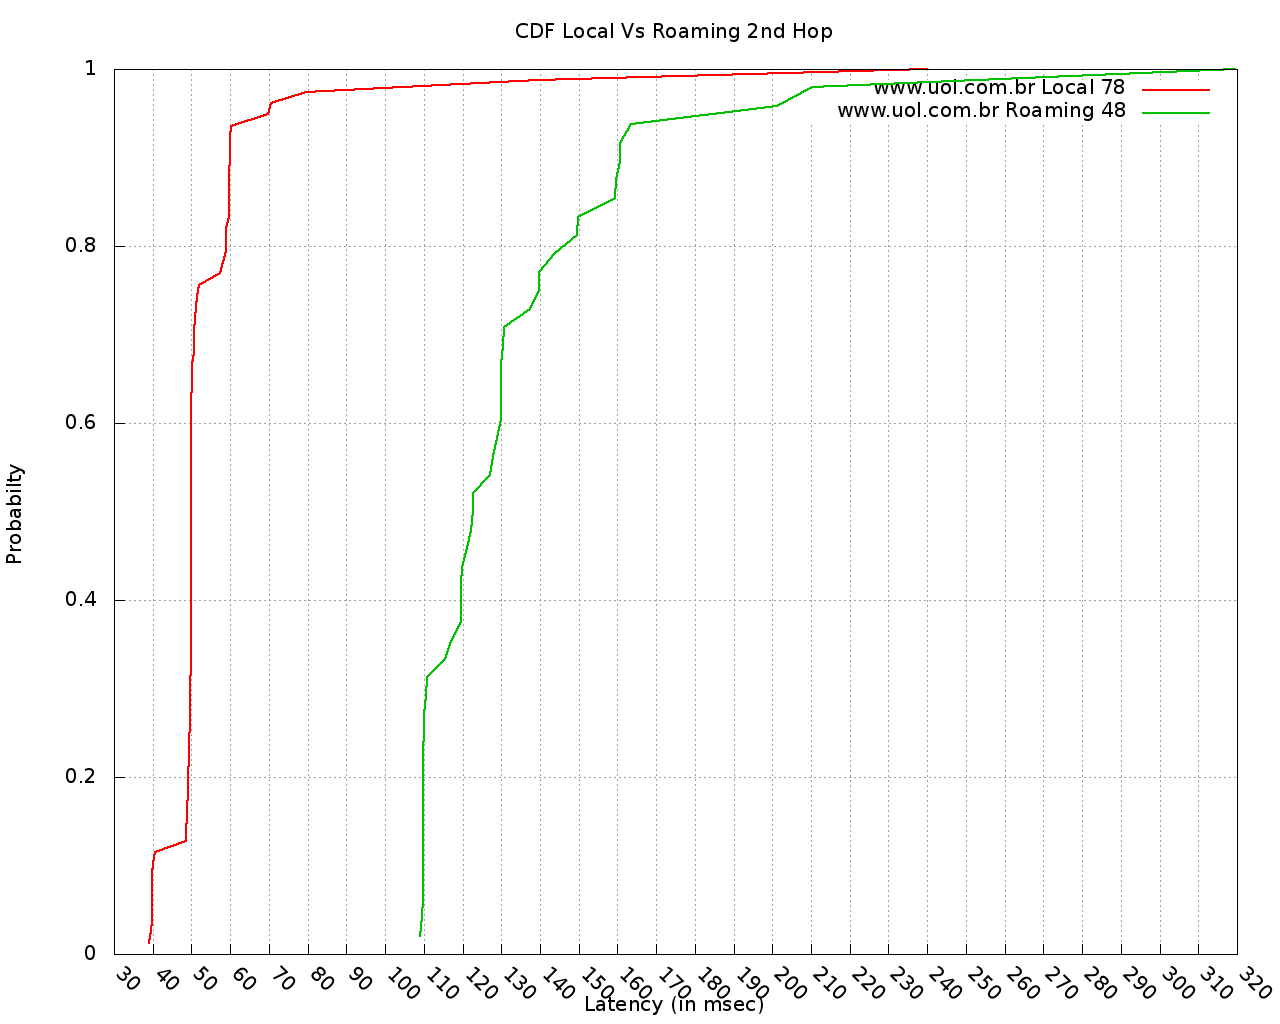 CDF Local Vs Roaming 2nd Hop
1
www.uol.com.br Local 78
www.uol.com.br Roaming 48
0.8
0.6
Probabilty
0.4
0.2
0
30 40 50 60 70 80 90 100 110 120 130 140 150 160 170 180 190 200 210 220 230 240 250 260 270 280 290 300 310 320
Latency (in msec)